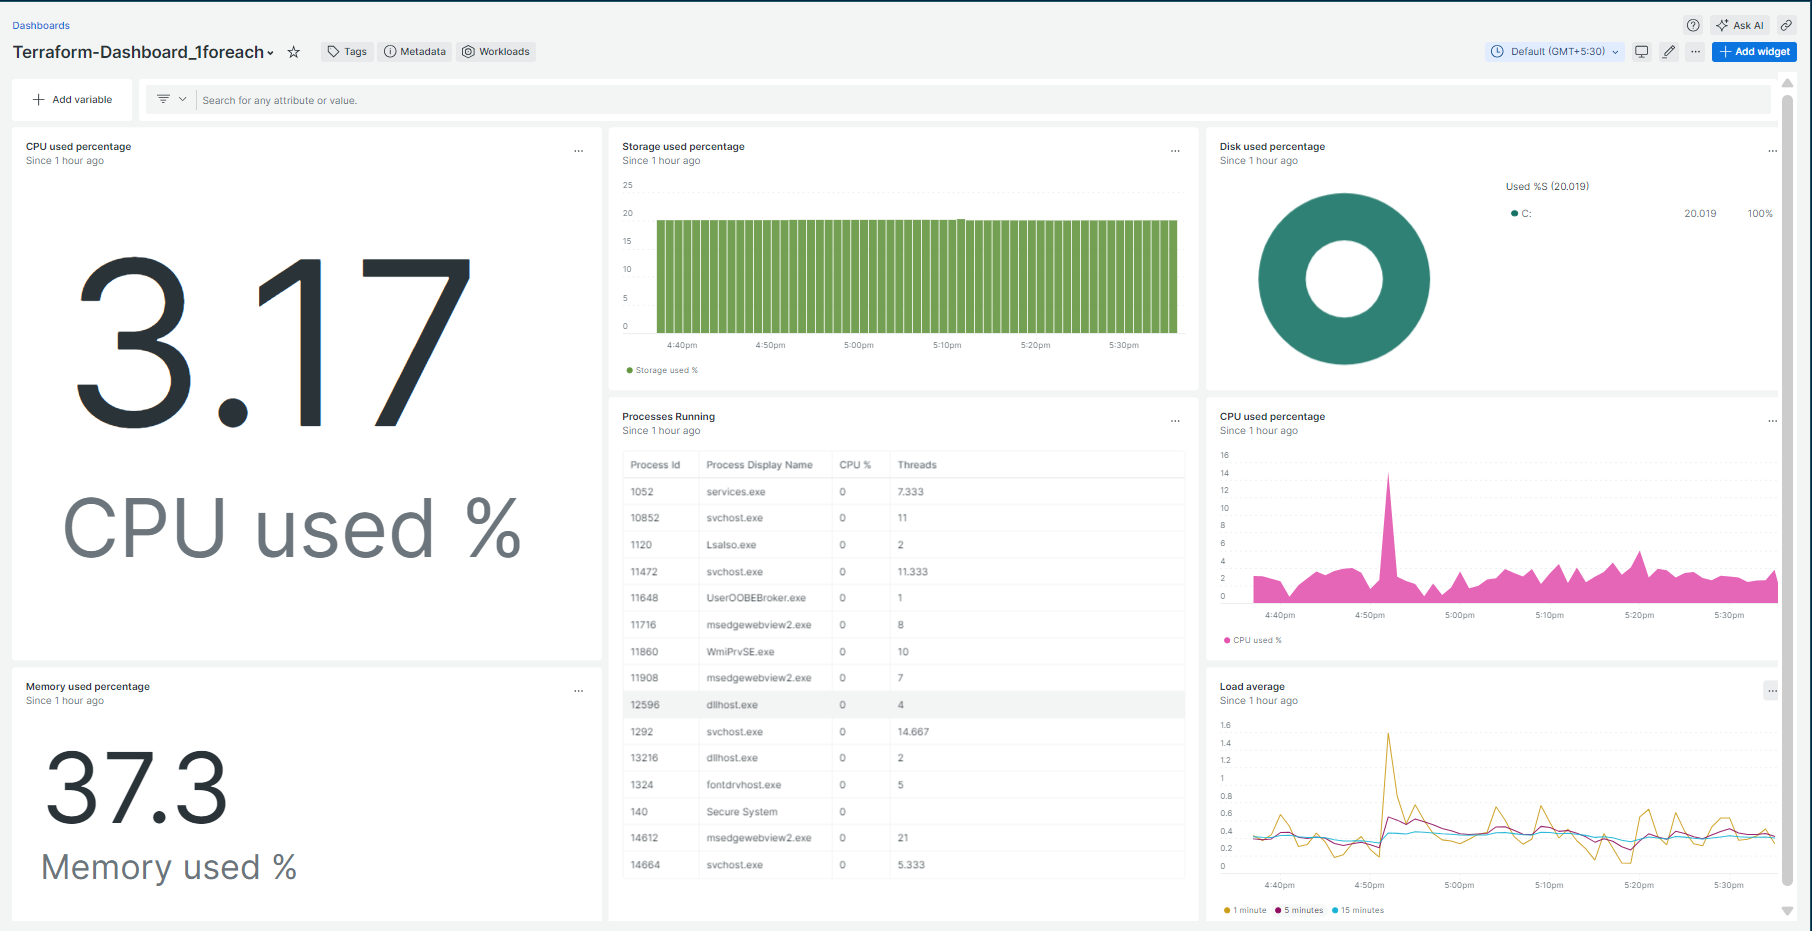 Dashboards
Ask AI
Terraform-Dashboard_1foreach
Tags
Metadata
Workloads
Default (GMT+5:30)
Add widget
Add variable
Search for any attribute or value.
CPU used percentage
Since 1 hour ago
3.17
CPU used %
Storage used percentage
Since 1 hour ago
25
20
15
10
5
0
4:40pm 4:50pm 5:00pm 5:10pm 5:20pm 5:30pm
Storage used %
Disk used percentage
Since 1 hour ago
Used %S (20.019)
C: 20.019 100%
Memory used percentage
Since 1 hour ago
37.3
Memory used %
Processes Running
Since 1 hour ago
Process Id Process Display Name CPU % Threads
1052 services.exe 0 7.333
10852 svchost.exe 0 11
1120 LsaIso.exe 0 2
11472 svchost.exe 0 11.333
11648 UserOOBEBroker.exe 0 1
11716 msedgewebview2.exe 0 8
11860 WmiPrvSE.exe 0 10
11908 msedgewebview2.exe 0 7
12596 dllhost.exe 0 4
1292 svchost.exe 0 14.667
13216 dllhost.exe 0 2
1324 fontdrvhost.exe 0 5
140 Secure System 0
14612 msedgewebview2.exe 0 21
14664 svchost.exe 0 5.333
CPU used percentage
Since 1 hour ago
16
14
12
10
8
6
4
2
0
4:40pm 4:50pm 5:00pm 5:10pm 5:20pm 5:30pm
CPU used %
Load average
Since 1 hour ago
1.6
1.4
1.2
1
0.8
0.6
0.4
0.2
0
4:40pm 4:50pm 5:00pm 5:10pm 5:20pm 5:30pm
1 minute 5 minutes 15 minutes